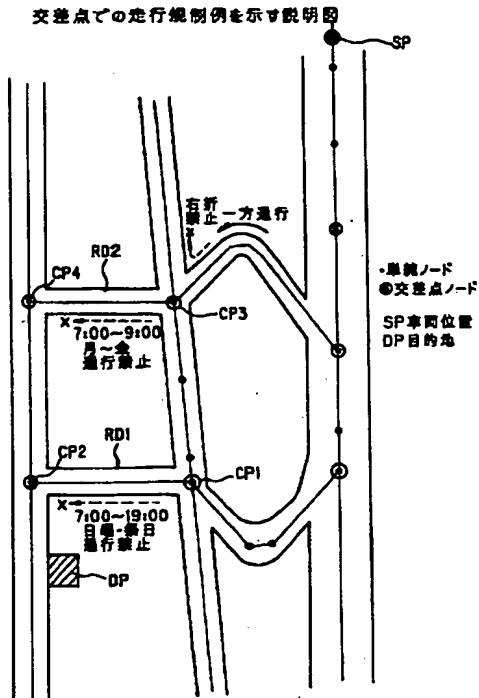 交差点での走行規制例を示す説明図
SP
右折
禁止
一方通行
RD2
CP4
CP3
・単純ノード
◎交差点ノード
SP車両位置
DP目的地
×
7:00〜9:00
月〜金
通行禁止
RD1
CP2
CP1
×
7:00〜19:00
日曜・祭日
通行禁止
DP